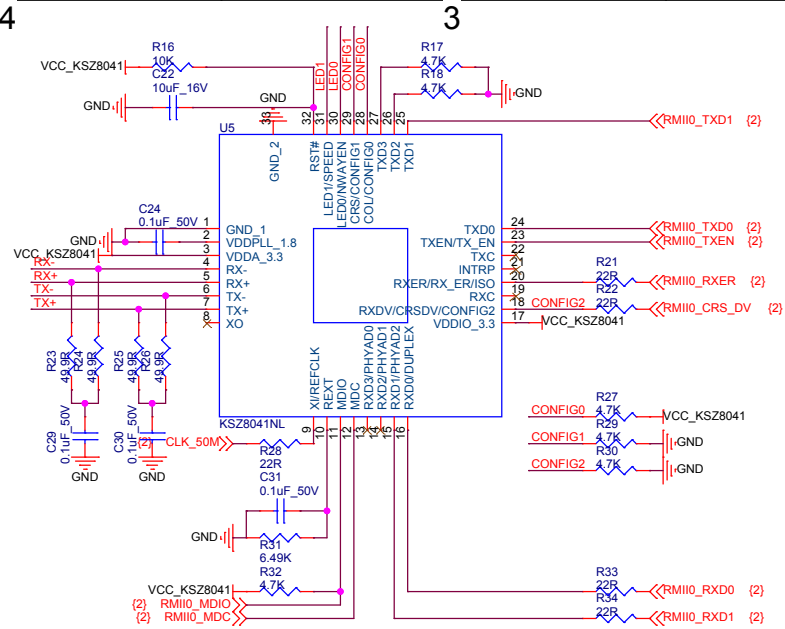 4
3
R16
10K
VCC_KSZ8041
C22
10uF_16V
GND
GND
LED1
LED0
CONFIG1
CONFIG0
R17
4.7K
R18
4.7K
GND
33
32
31
30
29
28
27
26
25
RMII0_TXD1 {2}
U5
GND_2
RST#
LED1/SPEED
LED0/NWAYEN
CRS/CONFIG1
COL/CONFIG0
TXD3
TXD2
TXD1
C24
0.1uF_50V
GND
VCC_KSZ8041
RX-
RX+
TX-
TX+
1 GND_1
2 VDDPLL_1.8
3 VDDA_3.3
4 RX-
5 RX+
6 TX-
7 TX+
8 XO
TXD0 24 RMII0_TXD0 {2}
TXEN/TX_EN 23 RMII0_TXEN {2}
TXC 22
INTRP 21
R21
RXER/RX_ER/ISO 20 22R RMII0_RXER {2}
RXC 19
R22
RXDV/CRSDV/CONFIG2 18 CONFIG2 22R RMII0_CRS_DV {2}
VDDIO_3.3 17 VCC_KSZ8041
XI/REFCLK
REXT
MDIO
MDC
RXD3/PHYAD0
RXD2/PHYAD1
RXD1/PHYAD2
RXD0/DUPLEX
KSZ8041NL
9
10
11
12
13
14
15
16
R23
49.9R
R24
49.9R
R25
49.9R
R26
49.9R
C29
0.1uF_50V
C30
0.1uF_50V
GND
GND
{2} CLK_50M
R28
22R
C31
0.1uF_50V
GND
R31
6.49K
R32
VCC_KSZ8041 4.7K
{2} RMII0_MDIO
{2} RMII0_MDC
R27
CONFIG0 4.7K VCC_KSZ8041
R29
CONFIG1 4.7K GND
R30
CONFIG2 4.7K GND
R33
22R RMII0_RXD0 {2}
R34
22R RMII0_RXD1 {2}